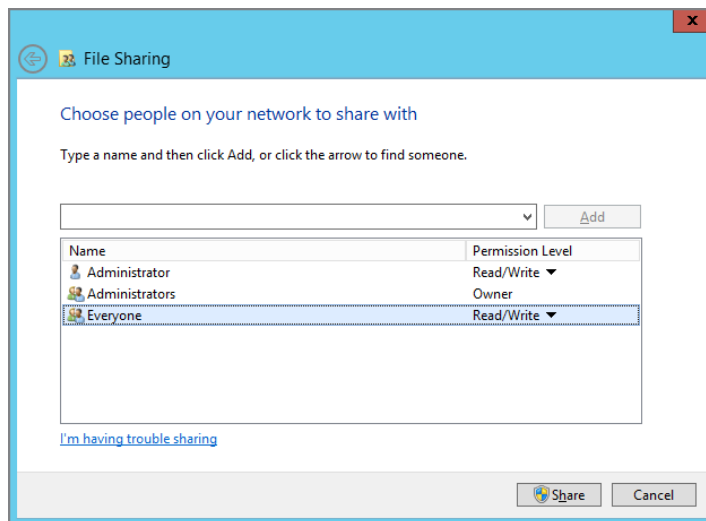 x
File Sharing
Choose people on your network to share with
Type a name and then click Add, or click the arrow to find someone.
Add
Name Permission Level
Administrator Read/Write
Administrators Owner
Everyone Read/Write
I'm having trouble sharing
Share Cancel